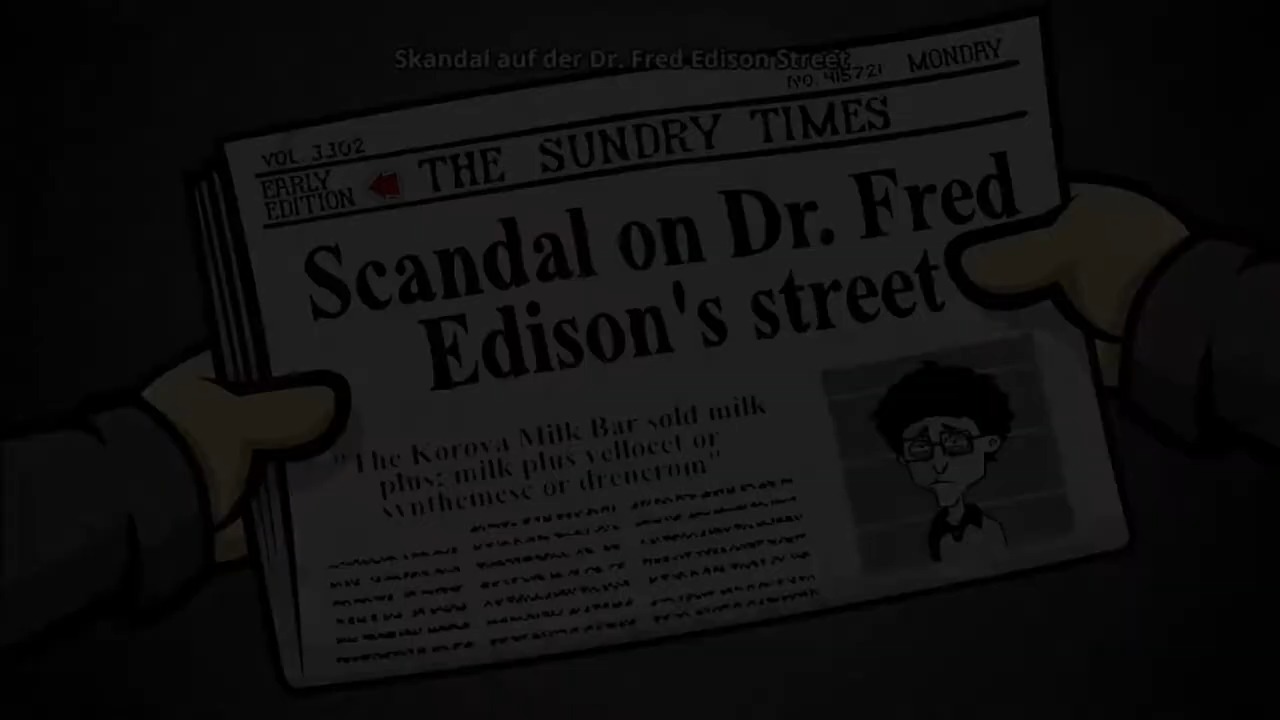 Skandal auf der Dr. Fred Edison Street
NO. 415721 MONDAY
VOL. 3302
EARLY
EDITION
THE SUNDRY TIMES
Scandal on Dr. Fred
Edison's street
"The Korova Milk Bar sold milk
plus: milk plus vellocet or
synthemesc or drencrom"